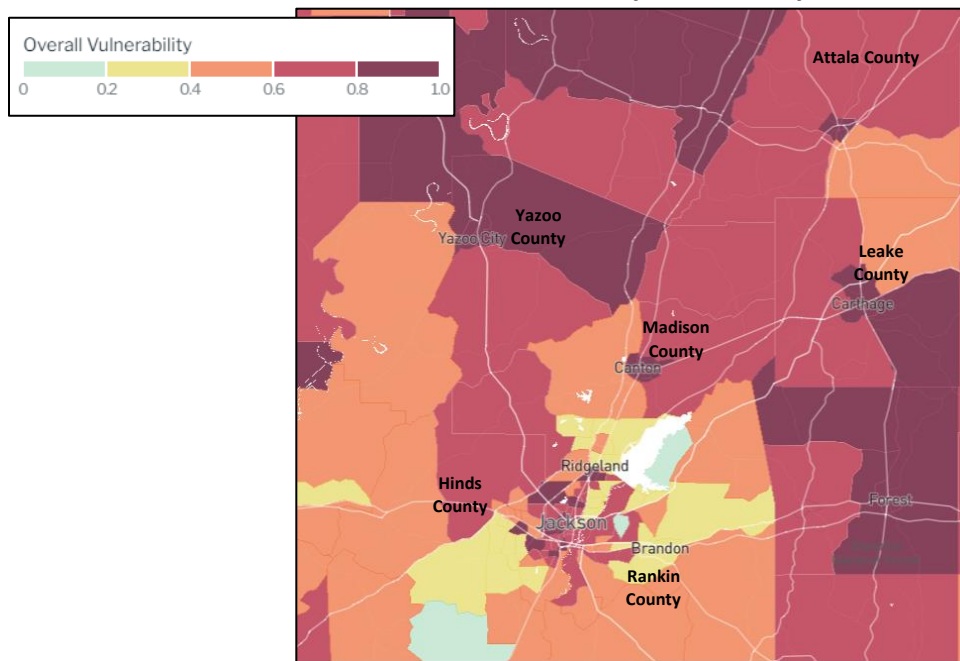 Overall Vulnerability
0 0.2 0.4 0.6 0.8 1.0
Attala County
Yazoo
County
Yazoo City
Leake
County
Carthage
Madison
County
Canton
Ridgeland
Hinds
County
Jackson
Forest
Brandon
Rankin
County